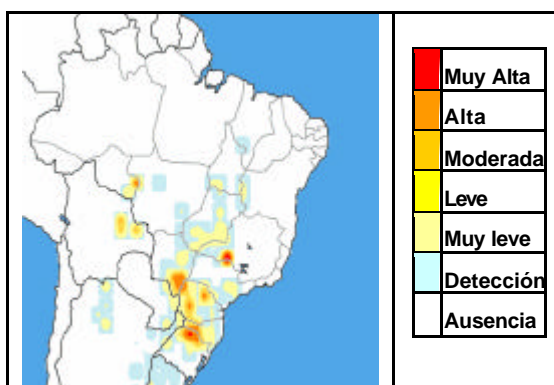 Muy Alta
Alta
Moderada
Leve
Muy leve
Detección
Ausencia